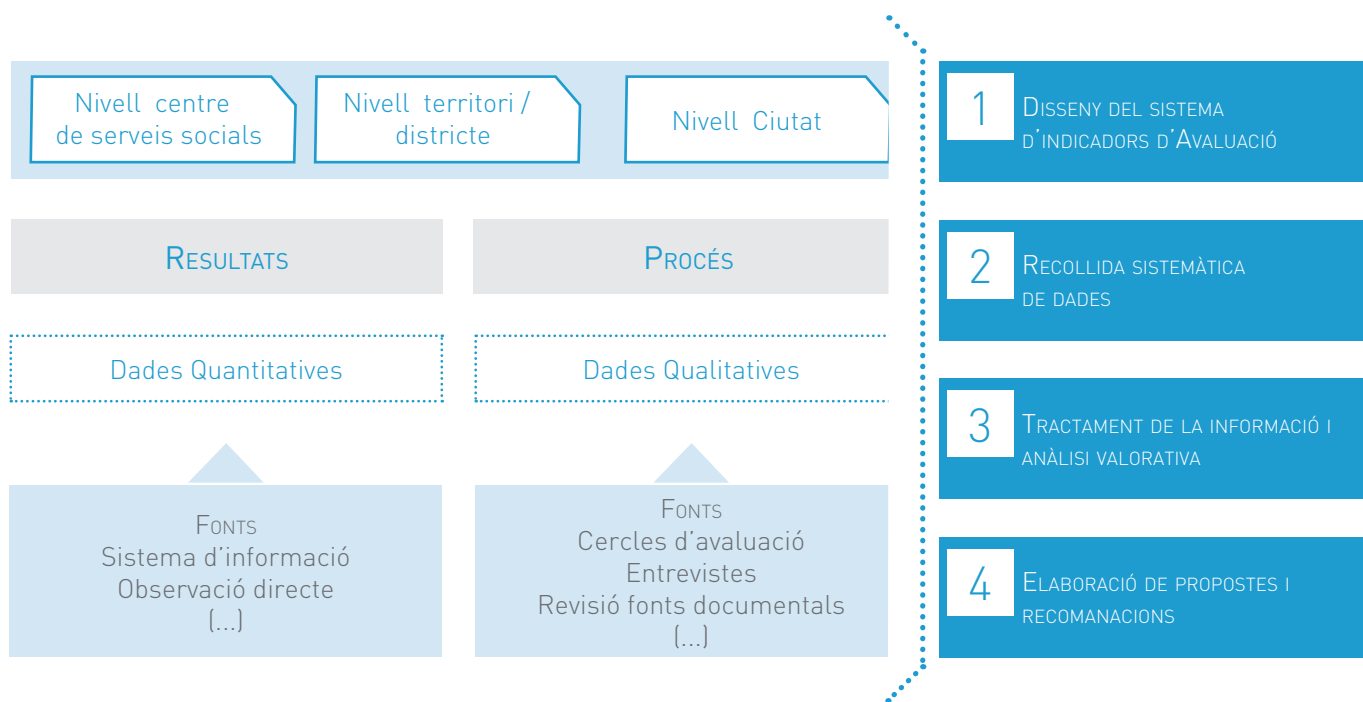 Nivell centre
de serveis socials
Nivell territori /
districte
Nivell Ciutat
Resultats
Procés
Dades Quantitatives
Dades Qualitatives
Fonts
Sistema d'informació
Observació directe
(...)
Fonts
Cercles d'avaluació
Entrevistes
Revisió fonts documentals
(...)
1
Disseny del sistema
d'indicadors d'Avaluació
2
Recollida sistemàtica
de dades
3
Tractament de la informació i
anàlisi valorativa
4
Elaboració de propostes i
recomanacions